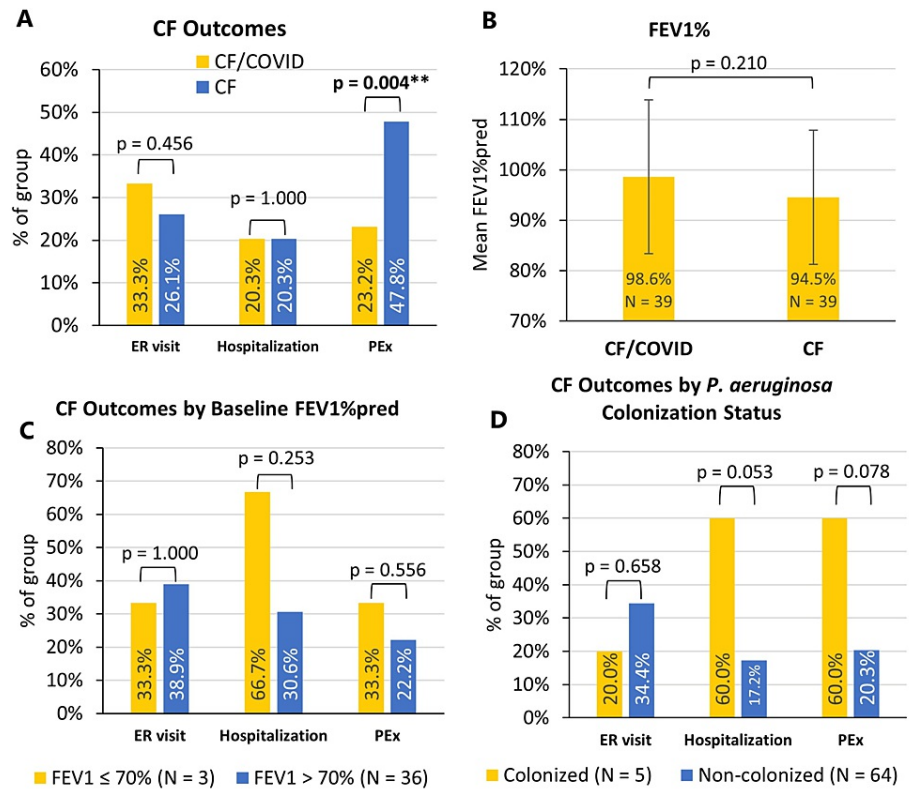 A
CF Outcomes
CF/COVID
CF
60%
50%
40%
30%
20%
10%
0%
% of group
p = 0.456
p = 1.000
p = 0.004**
33.3%
26.1%
20.3%
20.3%
23.2%
47.8%
ER visit
Hospitalization
PEx
B
FEV1%
120%
110%
100%
90%
80%
70%
Mean FEV1%pred
p = 0.210
98.6%
N = 39
94.5%
N = 39
CF/COVID
CF
CF Outcomes by Baseline FEV1%pred
C
80%
70%
60%
50%
40%
30%
20%
10%
0%
% of group
p = 1.000
p = 0.253
p = 0.556
33.3%
38.9%
66.7%
30.6%
33.3%
22.2%
ER visit
Hospitalization
PEx
FEV1 ≤ 70% (N = 3)
FEV1 > 70% (N = 36)
CF Outcomes by P. aeruginosa
Colonization Status
D
80%
70%
60%
50%
40%
30%
20%
10%
0%
% of group
p = 0.658
p = 0.053
p = 0.078
20.0%
34.4%
60.0%
17.2%
60.0%
20.3%
ER visit
Hospitalization
PEx
Colonized (N = 5)
Non-colonized (N = 64)